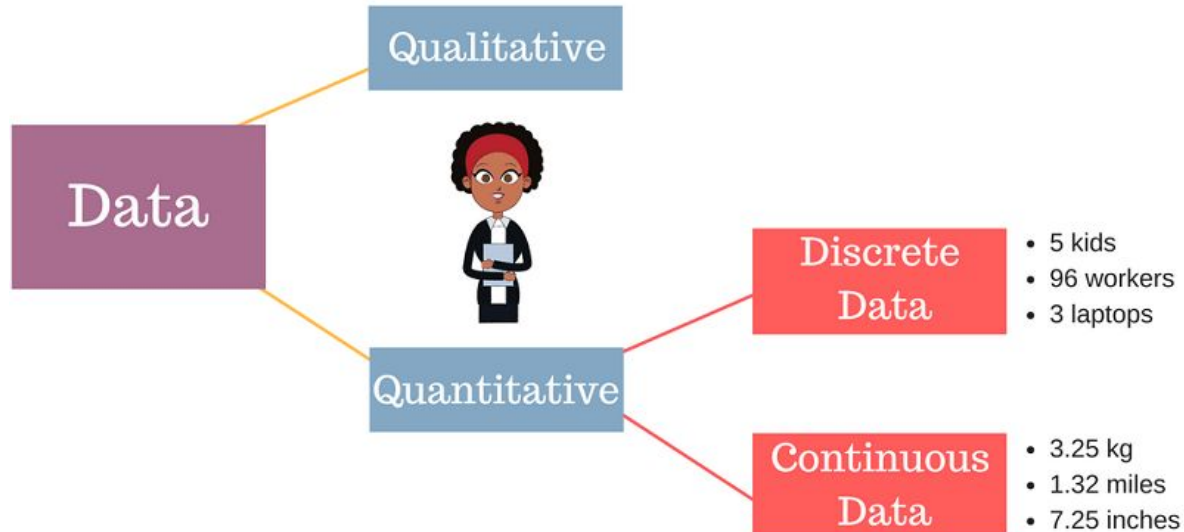 Qualitative
Data
Quantitative
Discrete
Data
• 5 kids
• 96 workers
• 3 laptops
Continuous
Data
• 3.25 kg
• 1.32 miles
• 7.25 inches